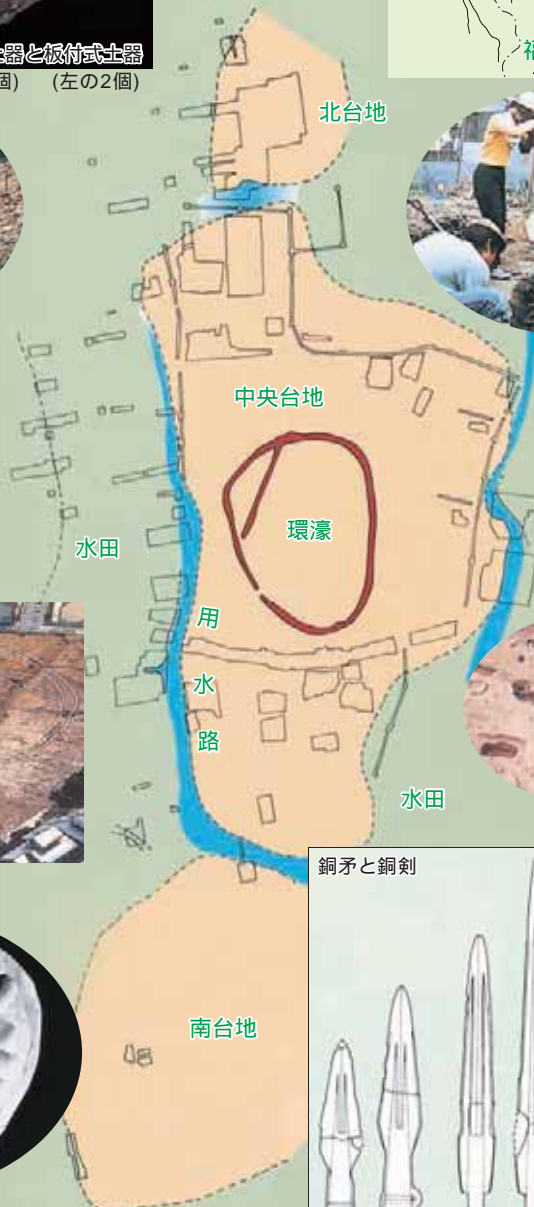 器と板付式土器
個) (左の2個)
福
北台地
中央台地
環濠
水田
用水路
水田
銅矛と銅剣
南台地